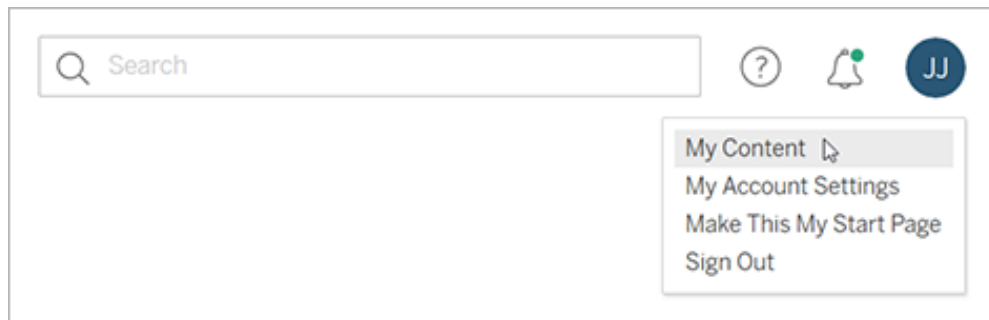 Search
?
JJ
My Content
My Account Settings
Make This My Start Page
Sign Out